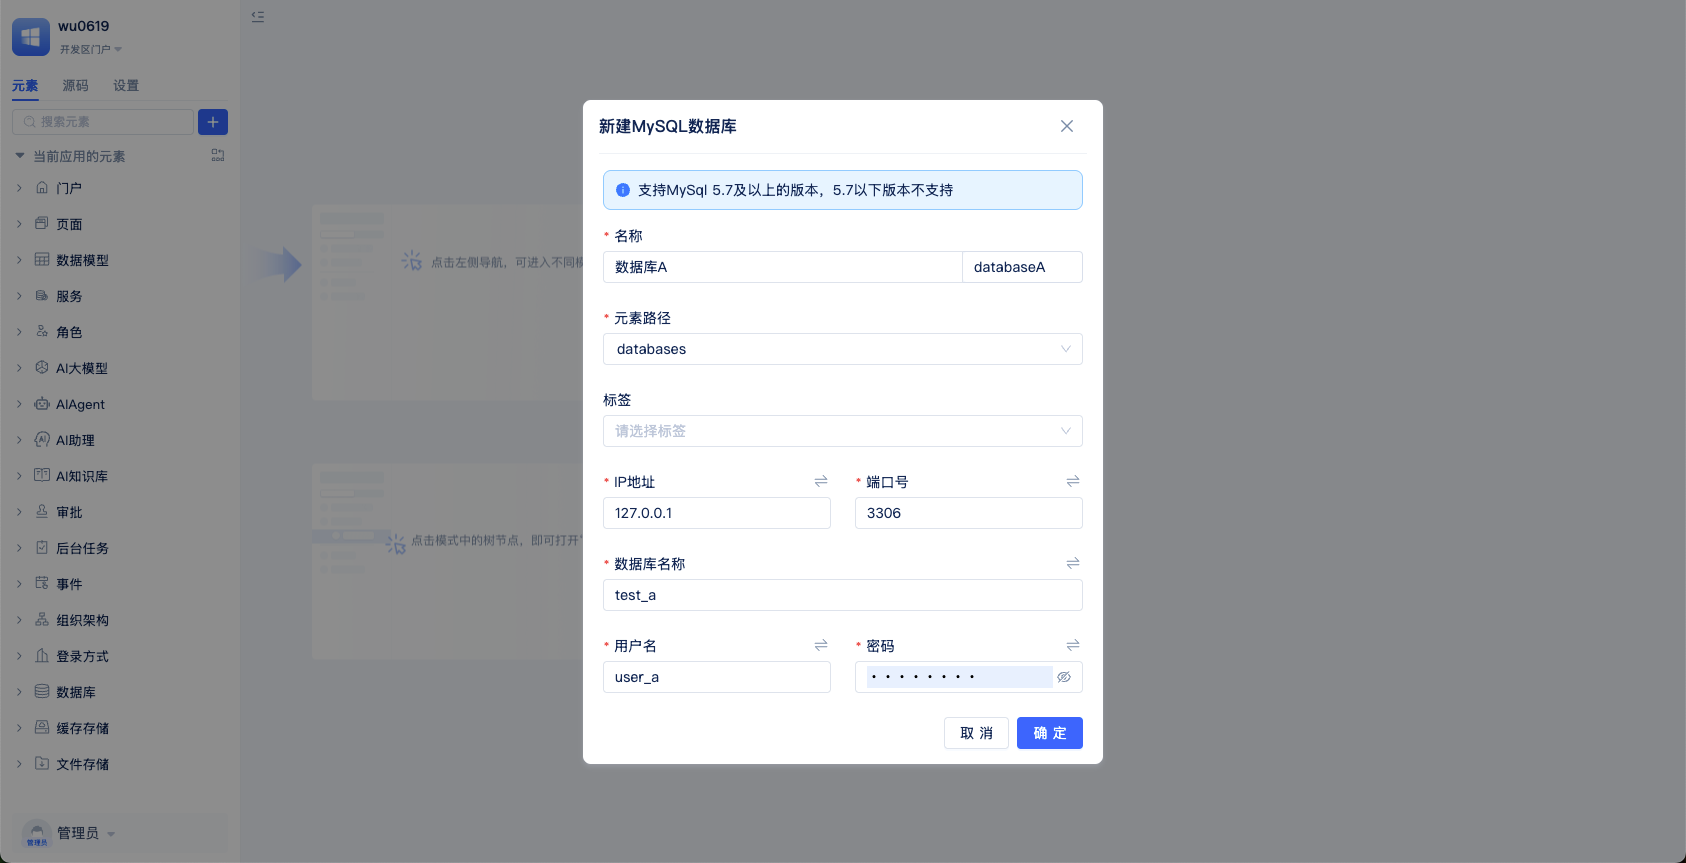 wu0619
开发区门户
元素 源码 设置
搜索元素
当前应用的元素
门户
页面
数据模型
服务
角色
AI大模型
AIAgent
AI助理
AI知识库
审批
后台任务
事件
组织架构
登录方式
数据库
缓存存储
文件存储
管理员
管理员
点击左侧导航，可进入不同模
点击模式中的树节点，即可打开
新建MySQL数据库
支持MySql 5.7及以上的版本，5.7以下版本不支持
* 名称
数据库A databaseA
* 元素路径
databases
标签
请选择标签
* IP地址 * 端口号
127.0.0.1 3306
* 数据库名称
test_a
* 用户名 * 密码
user_a ••••••••
取 消 确 定